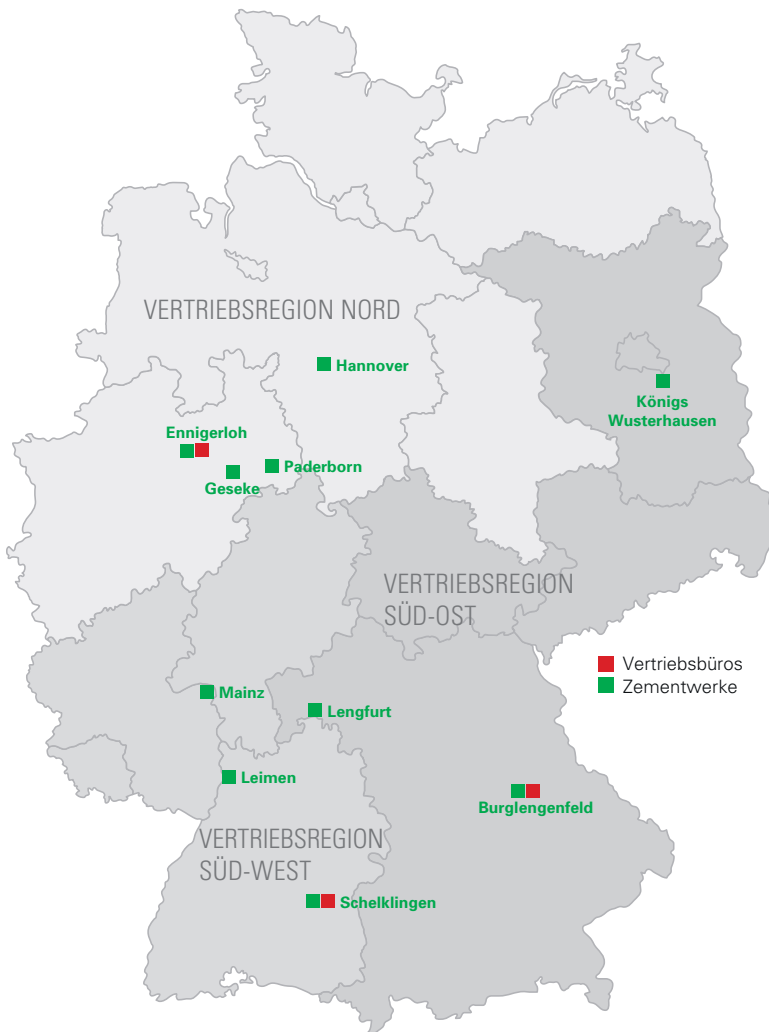 VERTRIEBSREGION NORD
Hannover
Königs
Wusterhausen
Ennigerloh
Paderborn
Geseke
VERTRIEBSREGION
SÜD-OST
Vertriebsbüros
Zementwerke
Mainz
Lengfurt
Leimen
Burglengenfeld
VERTRIEBSREGION
SÜD-WEST
Schelklingen